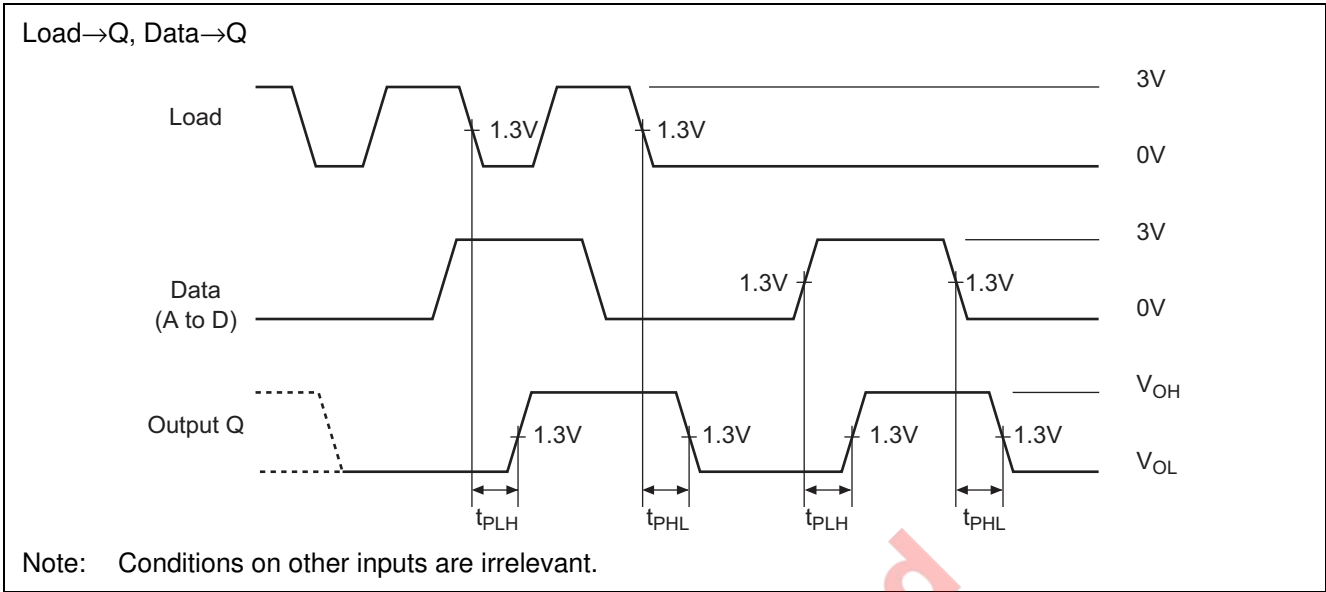 Load→Q, Data→Q
Load
1.3V
1.3V
3V
0V
Data
(A to D)
1.3V
1.3V
3V
0V
Output Q
1.3V
1.3V
1.3V
1.3V
VOH
VOL
tPLH
tPHL
tPLH
tPHL
Note: Conditions on other inputs are irrelevant.